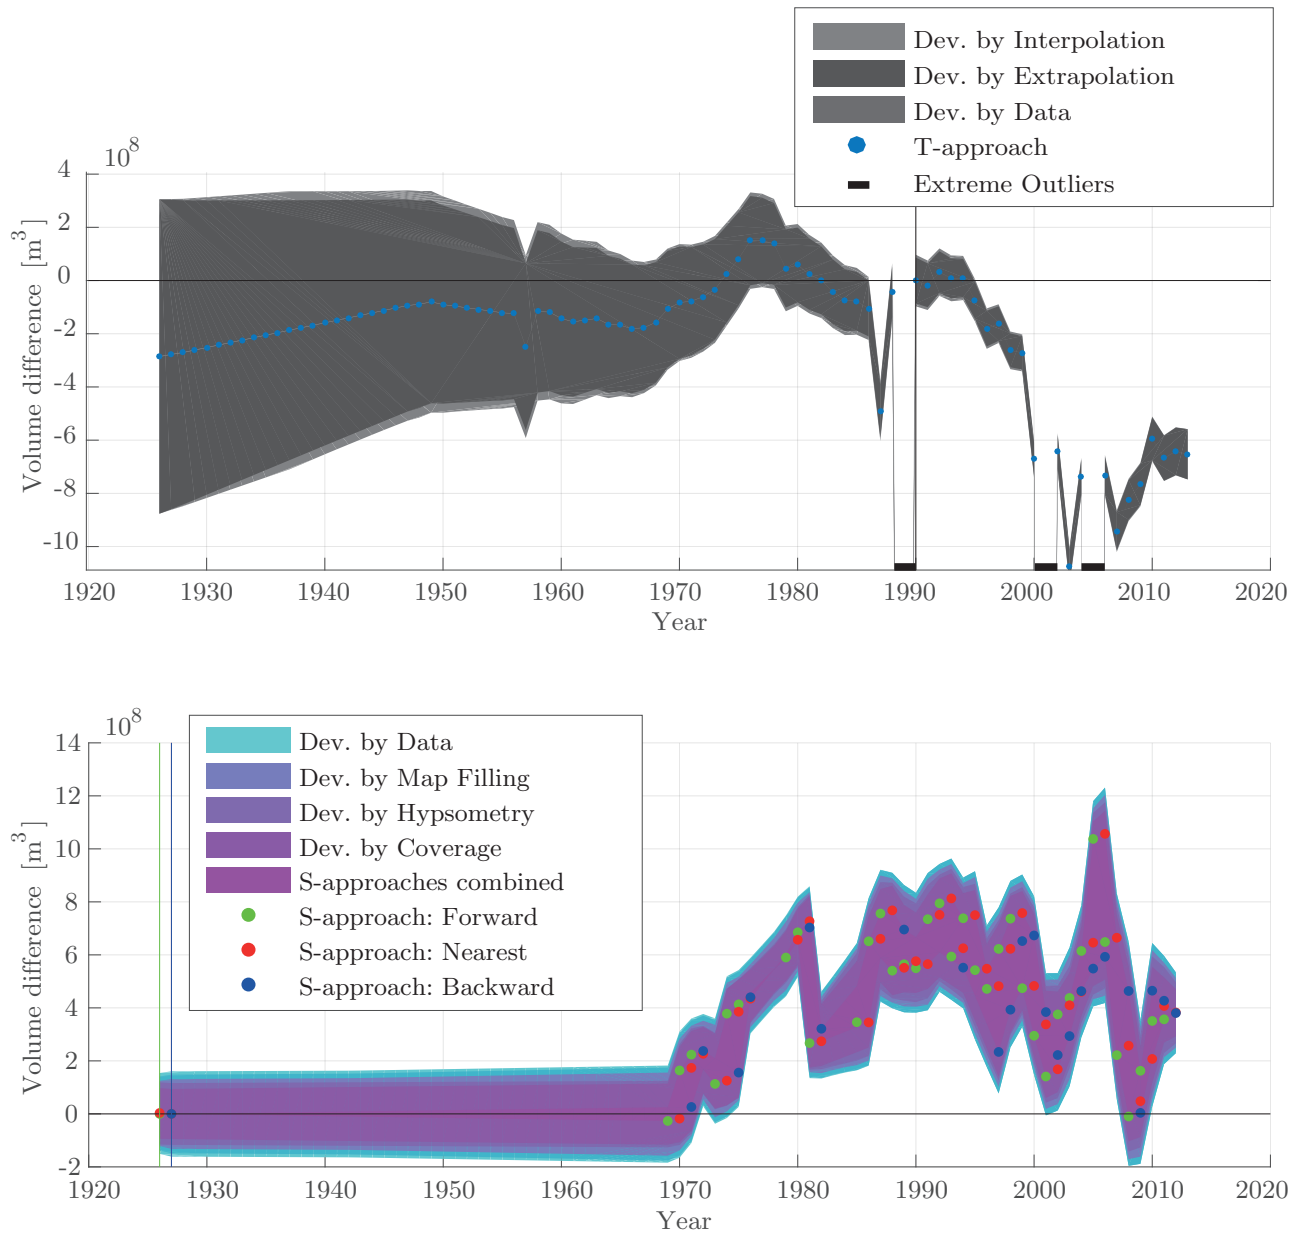 Dev. by Interpolation
Dev. by Extrapolation
Dev. by Data
T-approach
Extreme Outliers
10^8
4
2
0
-2
-4
-6
-8
-10
Volume difference [m^3]
1920 1930 1940 1950 1960 1970 1980 1990 2000 2010 2020
Year
10^8
14
12
10
8
6
4
2
0
-2
Volume difference [m^3]
Dev. by Data
Dev. by Map Filling
Dev. by Hypsometry
Dev. by Coverage
S-approaches combined
S-approach: Forward
S-approach: Nearest
S-approach: Backward
1920 1930 1940 1950 1960 1970 1980 1990 2000 2010 2020
Year